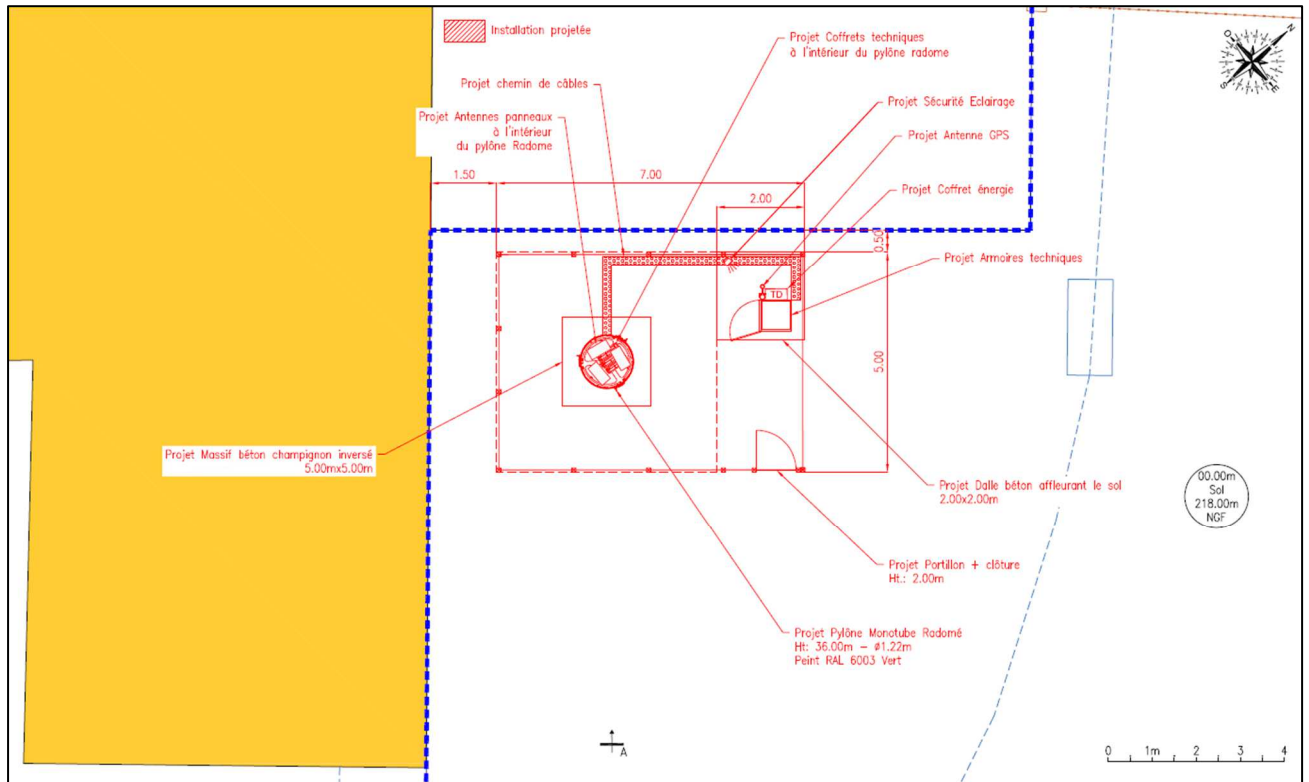 Installation projetée
Projet Coffrets techniques
à l'intérieur du pylône radome
Projet chemin de câbles
Projet Sécurité Eclairage
Projet Antennes panneaux
à l'intérieur
du pylône Radome
Projet Antenne GPS
1.50
7.00
Projet Coffret énergie
2.00
0.50
Projet Armoires techniques
TD
5.00
Projet Massif béton champignon inversé
5.00mx5.00m
Projet Dalle béton affleurant le sol
2.00x2.00m
00.00m
Sol
218.00m
NGF
Projet Portillon + clôture
Ht.: 2.00m
Projet Pylône Monotube Radomé
Ht: 36.00m – ø1.22m
Peint RAL 6003 Vert
A
0 1m 2 3 4
N
O
S
E